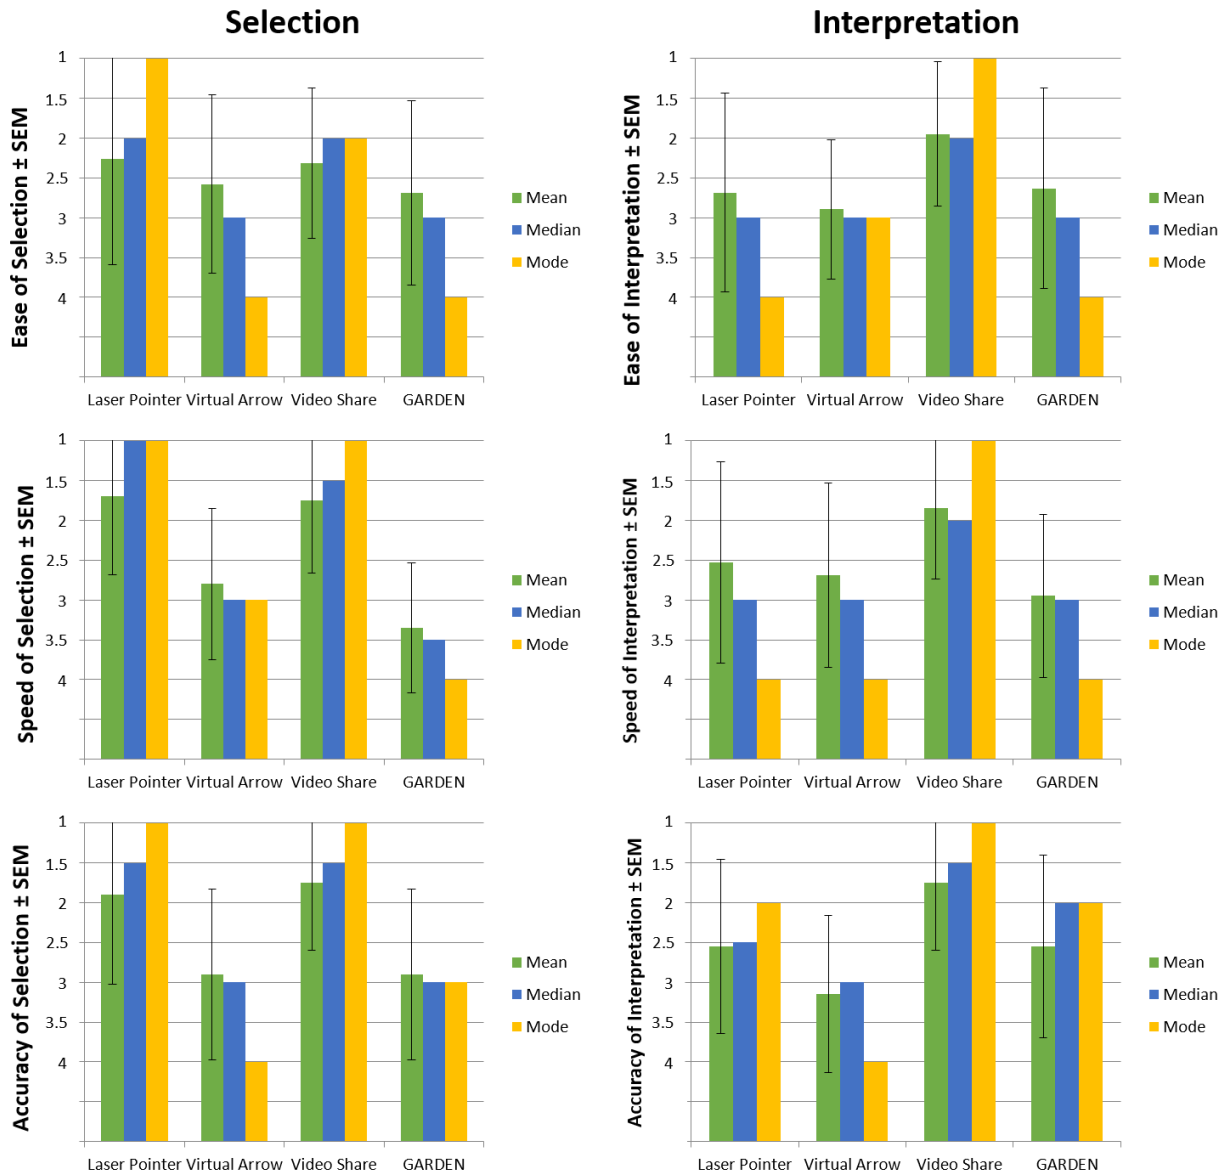 Selection
Interpretation
Ease of Selection ± SEM
1
1.5
2
2.5
3
3.5
4
Laser Pointer Virtual Arrow Video Share GARDEN
Mean
Median
Mode
Ease of Interpretation ± SEM
1
1.5
2
2.5
3
3.5
4
Laser Pointer Virtual Arrow Video Share GARDEN
Mean
Median
Mode
Speed of Selection ± SEM
1
1.5
2
2.5
3
3.5
4
Laser Pointer Virtual Arrow Video Share GARDEN
Mean
Median
Mode
Speed of Interpretation ± SEM
1
1.5
2
2.5
3
3.5
4
Laser Pointer Virtual Arrow Video Share GARDEN
Mean
Median
Mode
Accuracy of Selection ± SEM
1
1.5
2
2.5
3
3.5
4
Laser Pointer Virtual Arrow Video Share GARDEN
Mean
Median
Mode
Accuracy of Interpretation ± SEM
1
1.5
2
2.5
3
3.5
4
Laser Pointer Virtual Arrow Video Share GARDEN
Mean
Median
Mode